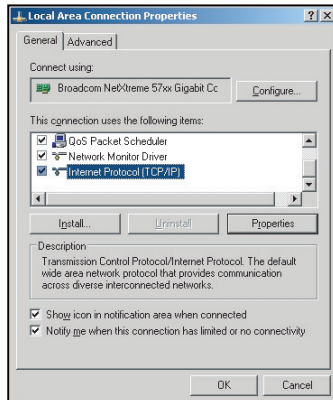 Local Area Connection Properties
General Advanced
Connect using:
Broadcom NetXtreme 57xx Gigabit Cc Configure...
This connection uses the following items:
QoS Packet Scheduler
Network Monitor Driver
Internet Protocol (TCP/IP)
Install... Uninstall Properties
Description
Transmission Control Protocol/Internet Protocol. The default
wide area network protocol that provides communication
across diverse interconnected networks.
Show icon in notification area when connected
Notify me when this connection has limited or no connectivity
OK Cancel